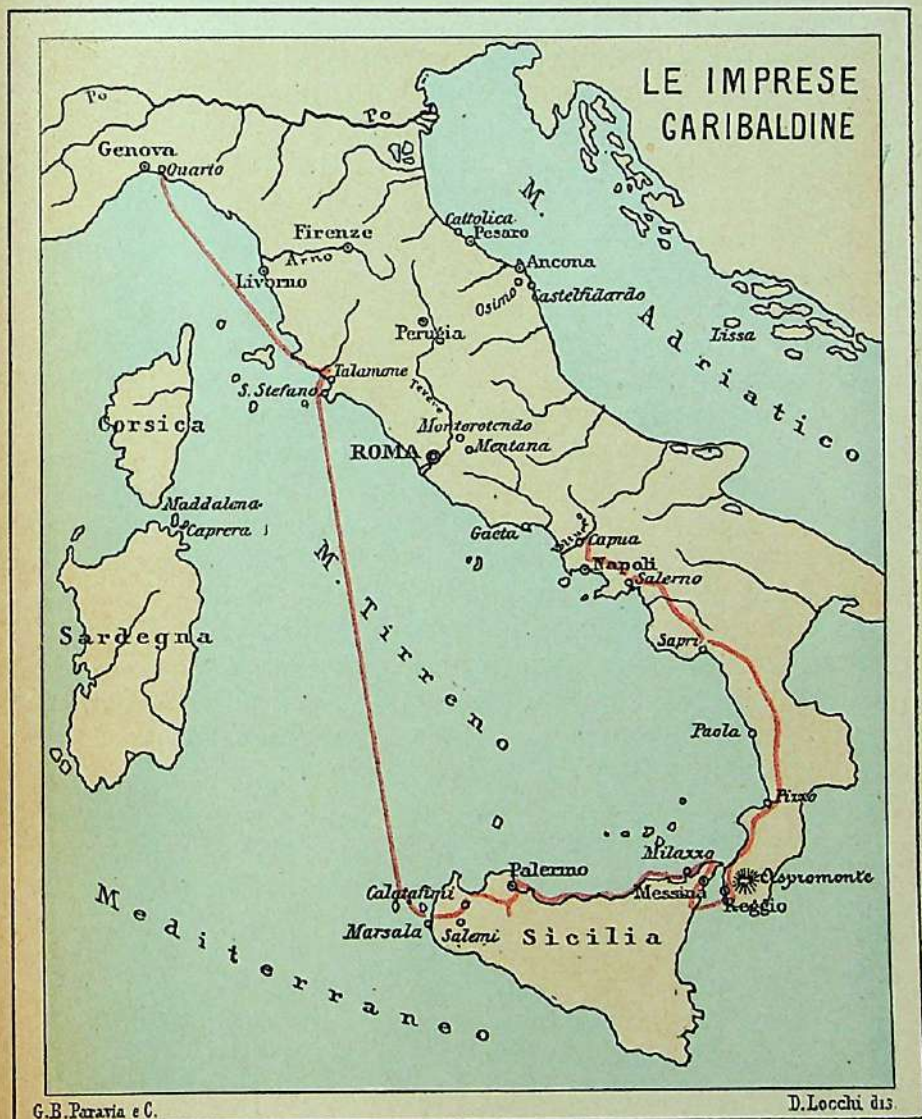 LE IMPRESE
GARIBALDINE
Po
Po
Genova
Quarto
Cattolica
Pesaro
Firenze
Arno
Livorno
Ancona
Osimo
Castelfidardo
M. Adriatico
Lissa
Perugia
Talamone
S. Stefano
Tevere
Corsica
Monterotondo
Mentana
ROMA
Maddalena
Caprera
Gaeta
Capua
Napoli
Salerno
M. Tirreno
Sardegna
Sapri
Paola
Pizzo
Milazzo
Palermo
Aspromonte
Messina
Reggio
Calatafimi
Marsala
Salemi
Sicilia
Mediterraneo
G.B. Paravia e C.
D. Locchi dis.